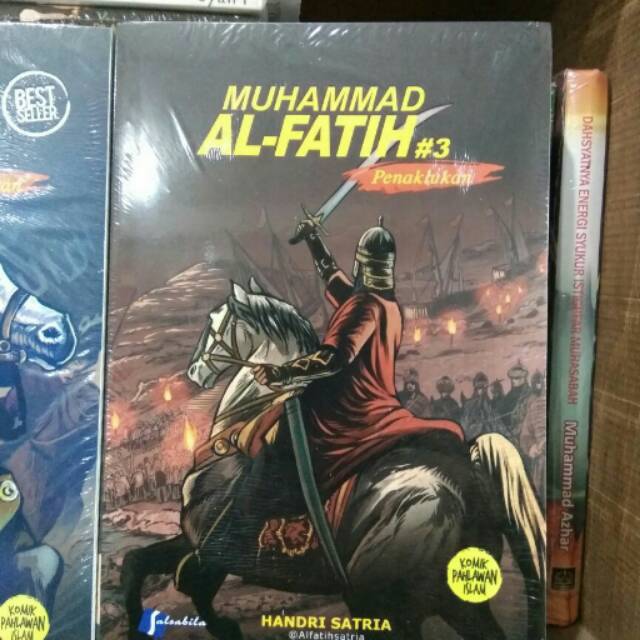 BEST
SELLER
MUHAMMAD
AL-FATIH #3
Penaklukan
KOMIK
PAHLAWAN
ISLAM
Salsabila
HANDRI SATRIA
@Alfatihsatria
KOMIK
PAHLAWAN
ISLAM
DAHSYATNYA ENERGI SYUKUR ISTIGHFAR MURAQABAH
Muhammad Azhar